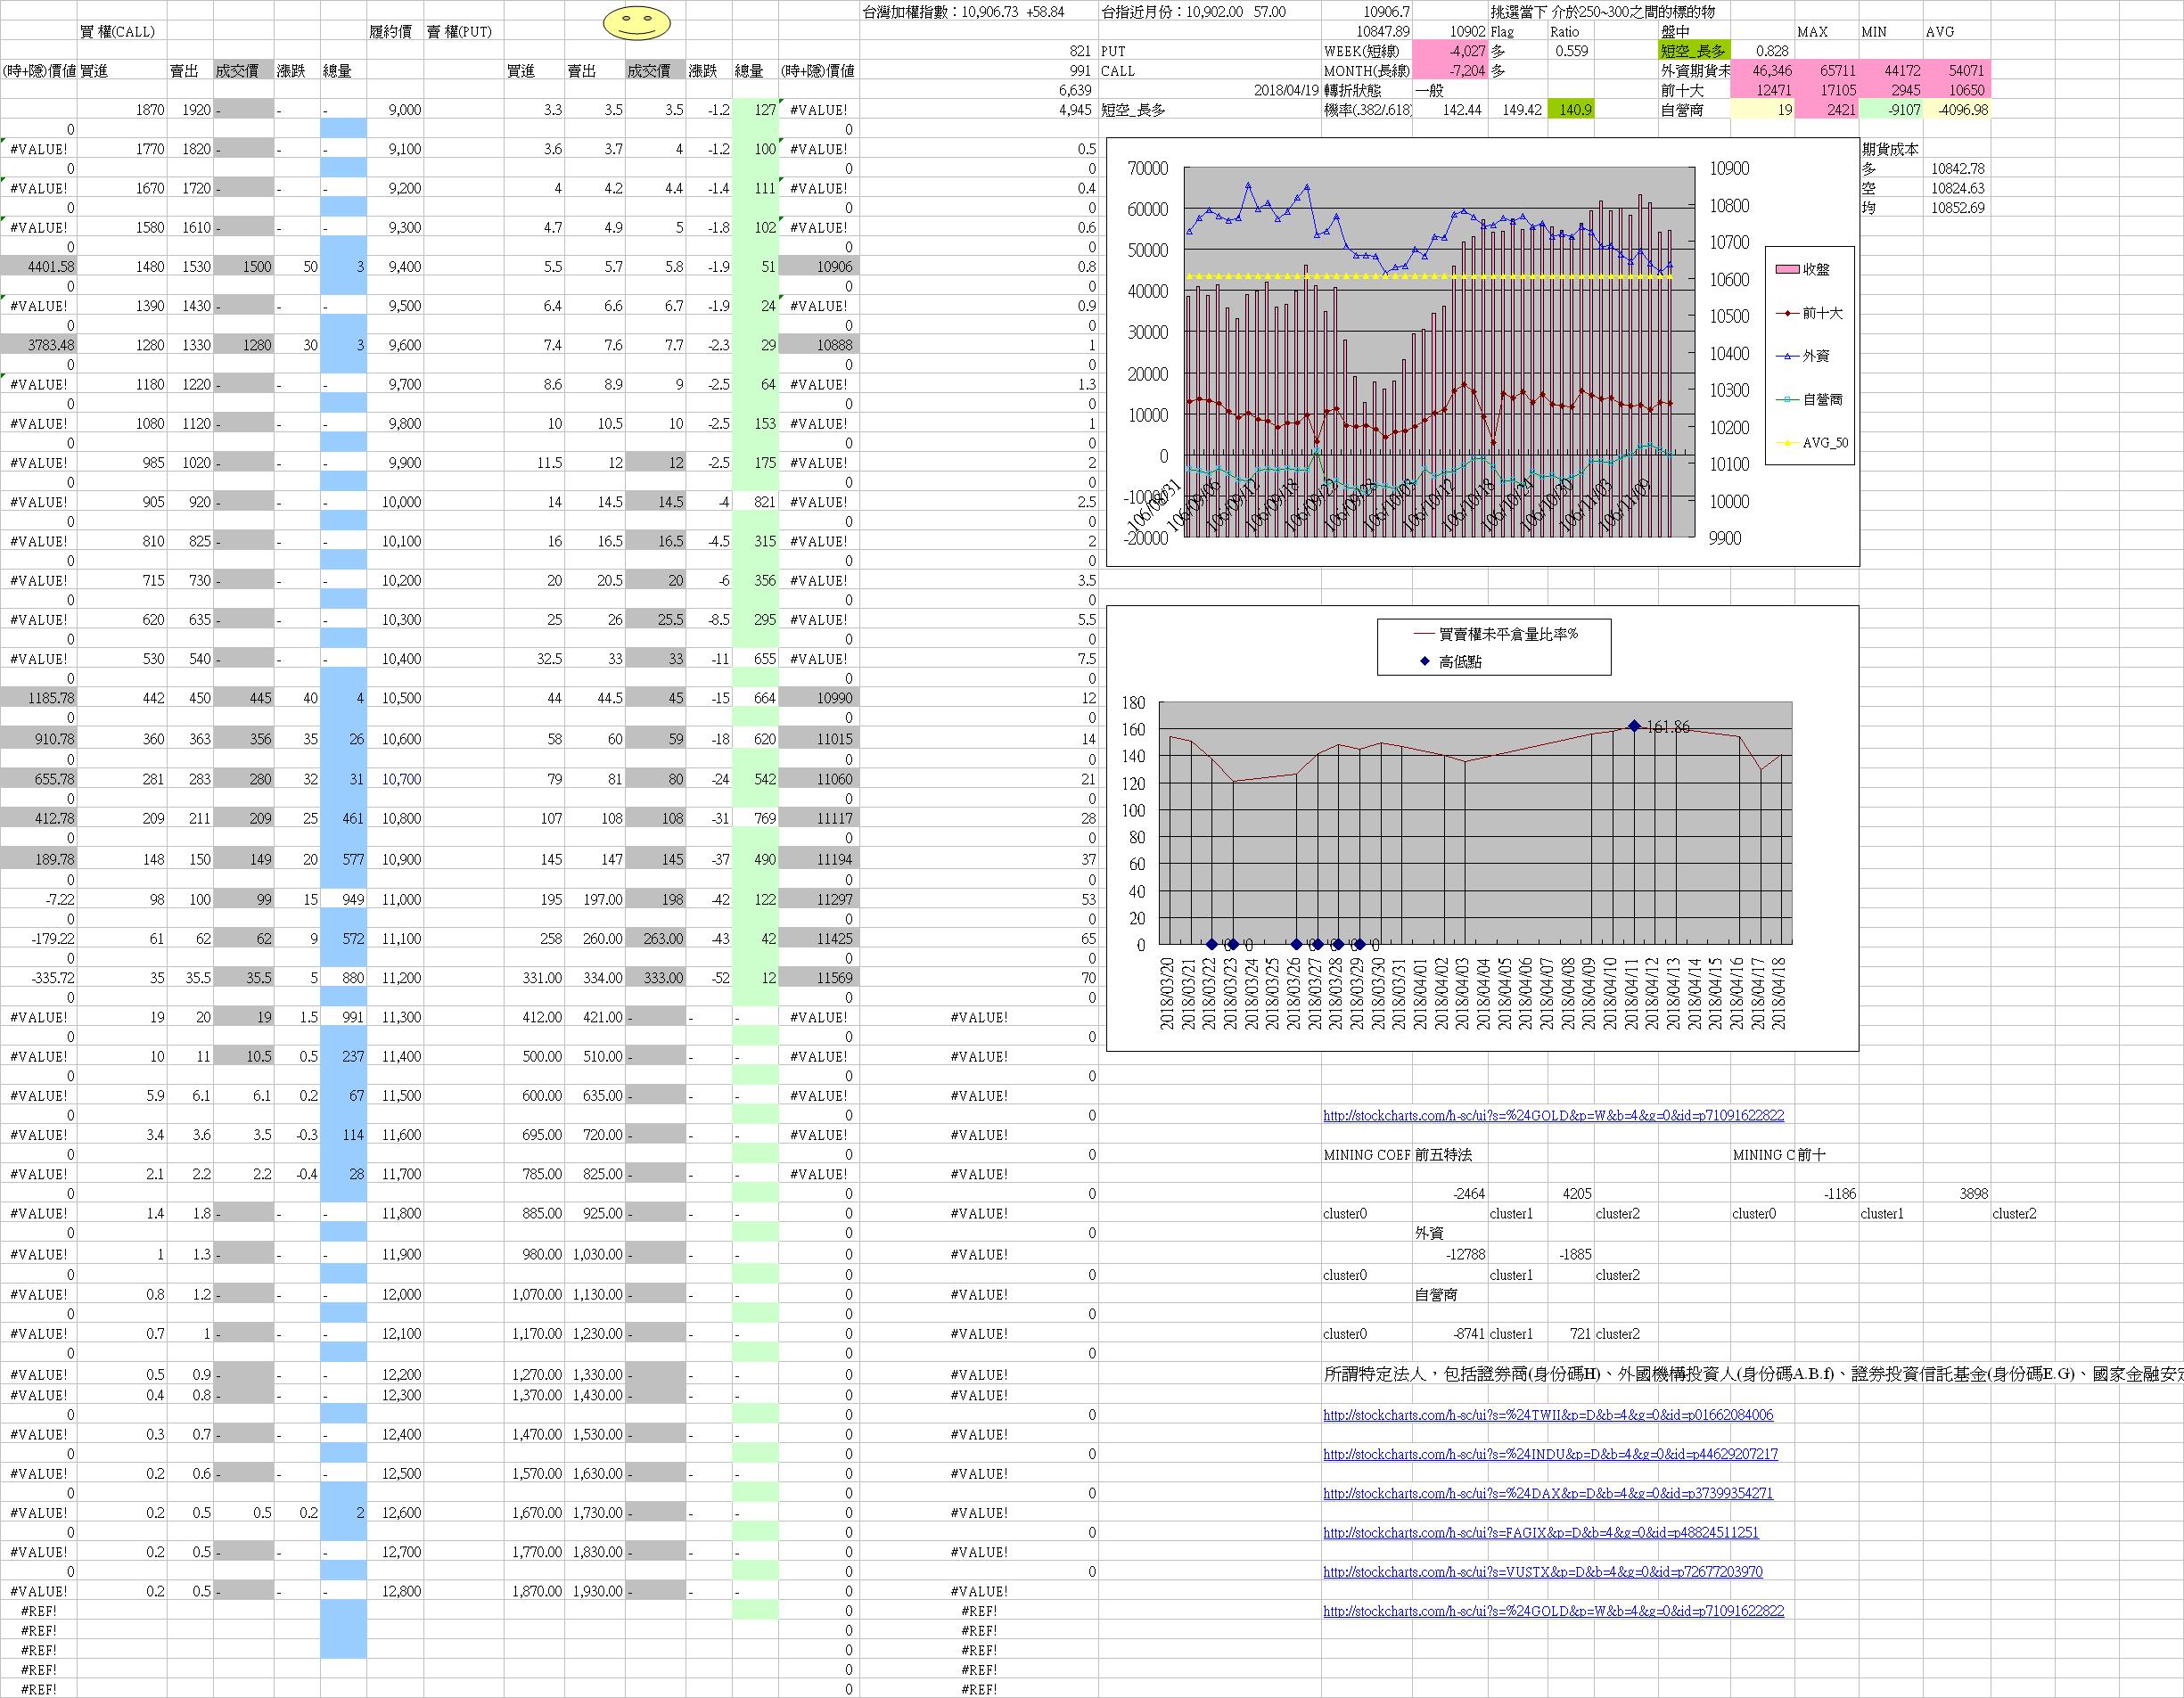 台灣加權指數：10,906.73 +58.84 台指近月份：10,902.00 57.00 10906.7 挑選當下 介於250~300之間的標的物
買 權(CALL) 履約價 賣 權(PUT) 10847.89 10902 Flag Ratio 盤中 MAX MIN AVG
821 PUT WEEK(短線) -4,027 多 0.559 短空_長多 0.828
(時+隱)價值 買進 賣出 成交價 漲跌 總量 買進 賣出 成交價 漲跌 總量 (時+隱)價值 991 CALL MONTH(長線) -7,204 多 外資期貨未 46,346 65711 44172 54071
6,639 2018/04/19 轉折狀態 一般 前十大 12471 17105 2945 10650
1870 1920 - - - 9,000 3.3 3.5 3.5 -1.2 127 #VALUE! 4,945 短空_長多 機率(.382/.618) 142.44 149.42 140.9 自營商 19 2421 -9107 -4096.98
0 0
#VALUE! 1770 1820 - - - 9,100 3.6 3.7 4 -1.2 100 #VALUE! 0.5 期貨成本
0 0 0 多 10842.78
#VALUE! 1670 1720 - - - 9,200 4 4.2 4.4 -1.4 111 #VALUE! 0.4 空 10824.63
0 0 0 均 10852.69
#VALUE! 1580 1610 - - - 9,300 4.7 4.9 5 -1.8 102 #VALUE! 0.6
0 0 0
4401.58 1480 1530 1500 50 3 9,400 5.5 5.7 5.8 -1.9 51 10906 0.8
0 0 0
#VALUE! 1390 1430 - - - 9,500 6.4 6.6 6.7 -1.9 24 #VALUE! 0.9
0 0 0
3783.48 1280 1330 1280 30 3 9,600 7.4 7.6 7.7 -2.3 29 10888 1
0 0 0
#VALUE! 1180 1220 - - - 9,700 8.6 8.9 9 -2.5 64 #VALUE! 1.3
0 0 0
#VALUE! 1080 1120 - - - 9,800 10 10.5 10 -2.5 153 #VALUE! 1
0 0 0
#VALUE! 985 1020 - - - 9,900 11.5 12 12 -2.5 175 #VALUE! 2
0 0 0
#VALUE! 905 920 - - - 10,000 14 14.5 14.5 -4 821 #VALUE! 2.5
0 0 0
#VALUE! 810 825 - - - 10,100 16 16.5 16.5 -4.5 315 #VALUE! 2
0 0 0
#VALUE! 715 730 - - - 10,200 20 20.5 20 -6 356 #VALUE! 3.5
0 0 0
#VALUE! 620 635 - - - 10,300 25 26 25.5 -8.5 295 #VALUE! 5.5
0 0 0
#VALUE! 530 540 - - - 10,400 32.5 33 33 -11 655 #VALUE! 7.5
0 0 0
1185.78 442 450 445 40 4 10,500 44 44.5 45 -15 664 10990 12
0 0 0
910.78 360 363 356 35 26 10,600 58 60 59 -18 620 11015 14
0 0 0
655.78 281 283 280 32 31 10,700 79 81 80 -24 542 11060 21
0 0 0
412.78 209 211 209 25 461 10,800 107 108 108 -31 769 11117 28
0 0 0
189.78 148 150 149 20 577 10,900 145 147 145 -37 490 11194 37
0 0 0
-7.22 98 100 99 15 949 11,000 195 197.00 198 -42 122 11297 53
0 0 0
-179.22 61 62 62 9 572 11,100 258 260.00 263.00 -43 42 11425 65
0 0 0
-335.72 35 35.5 35.5 5 880 11,200 331.00 334.00 333.00 -52 12 11569 70
0 0 0
#VALUE! 19 20 19 1.5 991 11,300 412.00 421.00 - - - #VALUE! #VALUE!
0 0 0
#VALUE! 10 11 10.5 0.5 237 11,400 500.00 510.00 - - - #VALUE! #VALUE!
0 0 0
#VALUE! 5.9 6.1 6.1 0.2 67 11,500 600.00 635.00 - - - #VALUE! #VALUE!
0 0 0 http://stockcharts.com/h-sc/ui?s=%24GOLD&p=W&b=4&g=0&id=p71091622822
#VALUE! 3.4 3.6 3.5 -0.3 114 11,600 695.00 720.00 - - - #VALUE! #VALUE!
0 0 0 MINING COEF 前五特法 MINING C 前十
#VALUE! 2.1 2.2 2.2 -0.4 28 11,700 785.00 825.00 - - - #VALUE! #VALUE!
0 0 0 -2464 4205 -1186 3898
#VALUE! 1.4 1.8 - - - 11,800 885.00 925.00 - - - 0 #VALUE! cluster0 cluster1 cluster2 cluster0 cluster1 cluster2
0 0 0 外資
#VALUE! 1 1.3 - - - 11,900 980.00 1,030.00 - - - 0 #VALUE! -12788 -1885
0 0 0 cluster0 cluster1 cluster2
#VALUE! 0.8 1.2 - - - 12,000 1,070.00 1,130.00 - - - 0 #VALUE! 自營商
0 0 0
#VALUE! 0.7 1 - - - 12,100 1,170.00 1,230.00 - - - 0 #VALUE! cluster0 -8741 cluster1 721 cluster2
0 0 0
#VALUE! 0.5 0.9 - - - 12,200 1,270.00 1,330.00 - - - 0 #VALUE! 所謂特定法人，包括證券商(身份碼H)、外國機構投資人(身份碼A.B.f)、證券投資信託基金(身份碼E.G)、國家金融安定
#VALUE! 0.4 0.8 - - - 12,300 1,370.00 1,430.00 - - - 0 #VALUE!
0 0 0 http://stockcharts.com/h-sc/ui?s=%24TWII&p=D&b=4&g=0&id=p01662084006
#VALUE! 0.3 0.7 - - - 12,400 1,470.00 1,530.00 - - - 0 #VALUE!
0 0 0 http://stockcharts.com/h-sc/ui?s=%24INDU&p=D&b=4&g=0&id=p44629207217
#VALUE! 0.2 0.6 - - - 12,500 1,570.00 1,630.00 - - - 0 #VALUE!
0 0 0 http://stockcharts.com/h-sc/ui?s=%24DAX&p=D&b=4&g=0&id=p37399354271
#VALUE! 0.2 0.5 0.5 0.2 2 12,600 1,670.00 1,730.00 - - - 0 #VALUE!
0 0 0 http://stockcharts.com/h-sc/ui?s=FAGIX&p=D&b=4&g=0&id=p48824511251
#VALUE! 0.2 0.5 - - - 12,700 1,770.00 1,830.00 - - - 0 #VALUE!
0 0 0 http://stockcharts.com/h-sc/ui?s=VUSTX&p=D&b=4&g=0&id=p72677203970
#VALUE! 0.2 0.5 - - - 12,800 1,870.00 1,930.00 - - - 0 #VALUE!
#REF! 0 #REF! http://stockcharts.com/h-sc/ui?s=%24GOLD&p=W&b=4&g=0&id=p71091622822
#REF! 0 #REF!
#REF! 0 #REF!
#REF! 0 #REF!
#REF! 0 #REF!
70000 10900
60000 10800
50000 10700
40000 10600
30000 10500
20000 10400
10000 10300
0 10200
-10000 10100
-20000 10000
9900
106/08/31 106/09/06 106/09/12 106/09/18 106/09/22 106/09/28 106/10/03 106/10/12 106/10/18 106/10/24 106/10/30 106/11/03 106/11/09
收盤
前十大
外資
自營商
AVG_50
買賣權未平倉量比率%
高低點
180
160 161.86
140
120
100
80
60
40
20
0 0 0 0 0 0 0
2018/03/20 2018/03/21 2018/03/22 2018/03/23 2018/03/24 2018/03/25 2018/03/26 2018/03/27 2018/03/28 2018/03/29 2018/03/30 2018/03/31 2018/04/01 2018/04/02 2018/04/03 2018/04/04 2018/04/05 2018/04/06 2018/04/07 2018/04/08 2018/04/09 2018/04/10 2018/04/11 2018/04/12 2018/04/13 2018/04/14 2018/04/15 2018/04/16 2018/04/17 2018/04/18